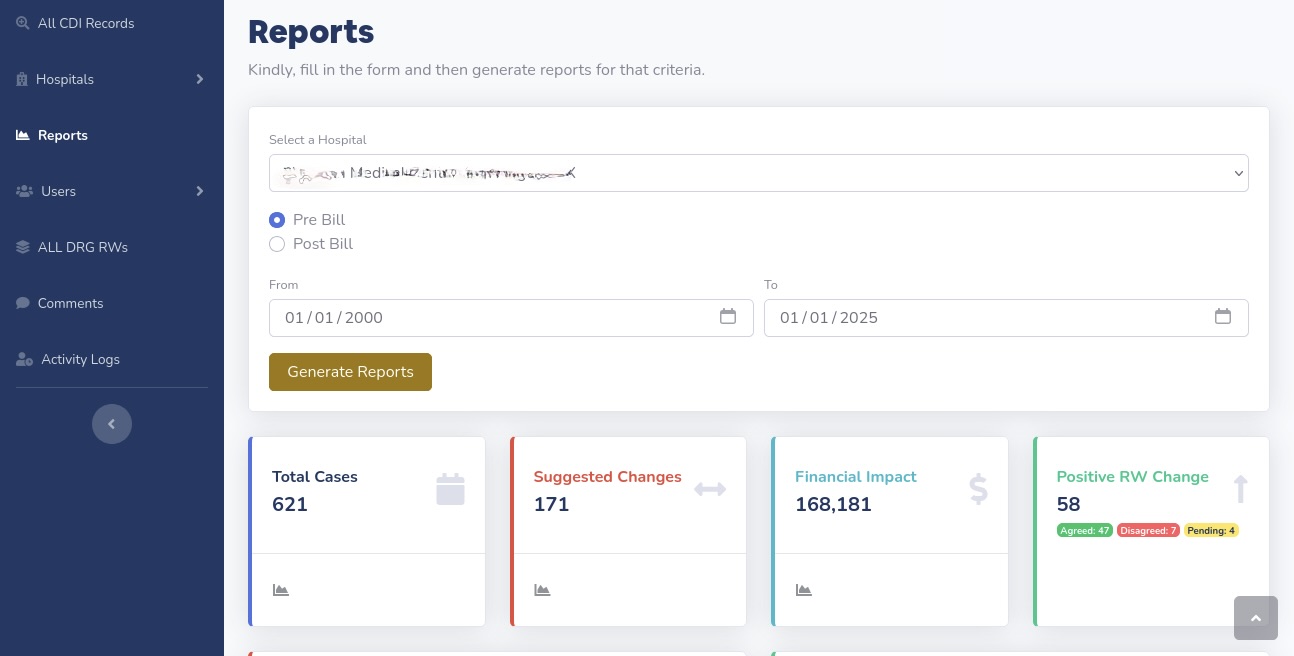 All CDI Records
Hospitals
Reports
Users
ALL DRG RWs
Comments
Activity Logs
Reports
Kindly, fill in the form and then generate reports for that criteria.
Select a Hospital
Medical
Pre Bill
Post Bill
From
To
01/01/2000
01/01/2025
Generate Reports
Total Cases
621
Suggested Changes
171
Financial Impact
168,181
Positive RW Change
58
Agreed: 47 Disagreed: 7 Pending: 4